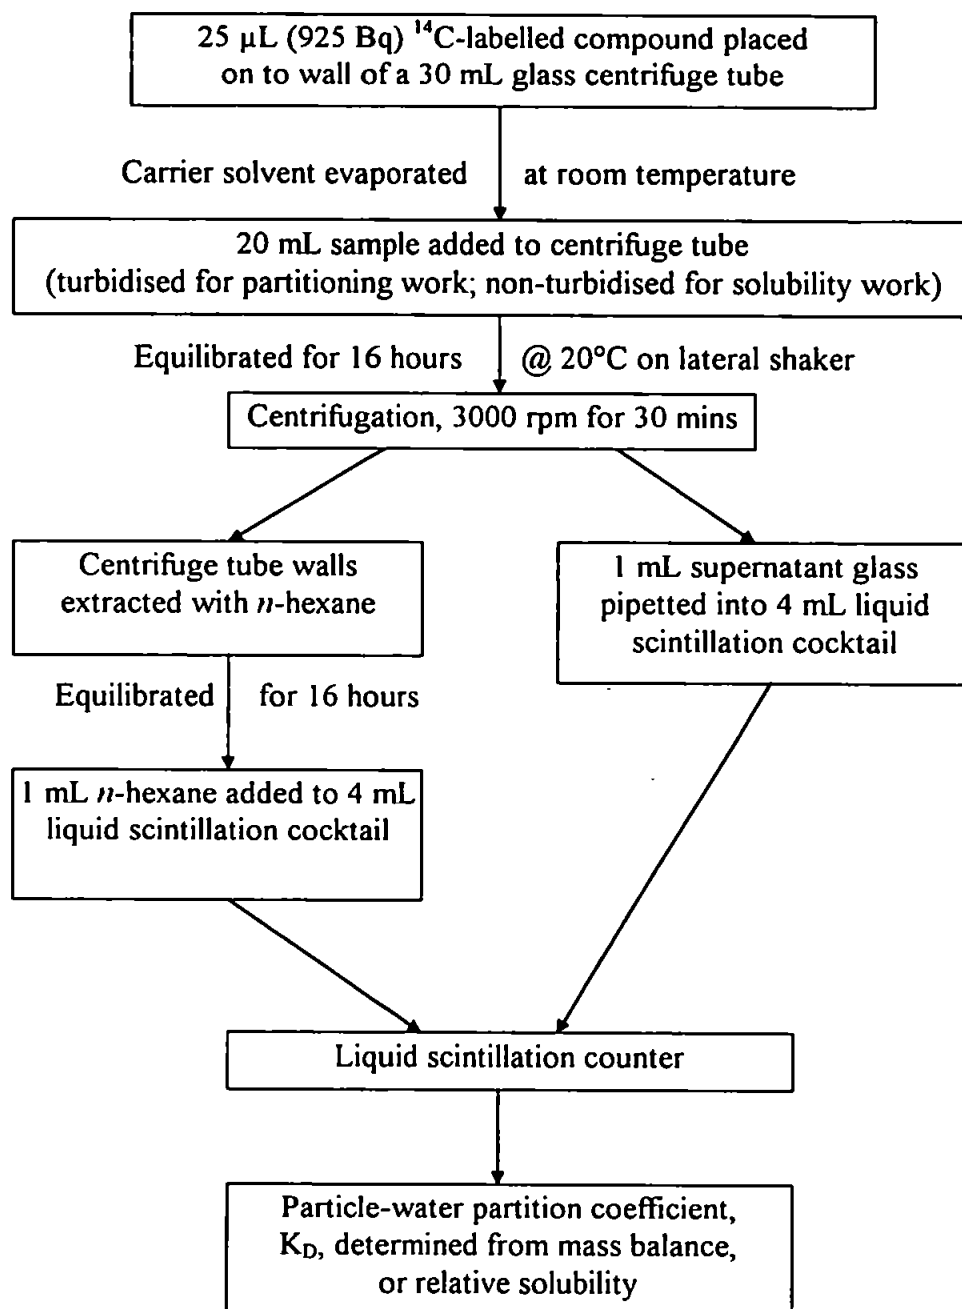 25 µL (925 Bq) ¹⁴C-labelled compound placed
on to wall of a 30 mL glass centrifuge tube
Carrier solvent evaporated at room temperature
20 mL sample added to centrifuge tube
(turbidised for partitioning work; non-turbidised for solubility work)
Equilibrated for 16 hours @ 20°C on lateral shaker
Centrifugation, 3000 rpm for 30 mins
Centrifuge tube walls
extracted with n-hexane
1 mL supernatant glass
pipetted into 4 mL liquid
scintillation cocktail
Equilibrated for 16 hours
1 mL n-hexane added to 4 mL
liquid scintillation cocktail
Liquid scintillation counter
Particle-water partition coefficient,
K_D, determined from mass balance,
or relative solubility